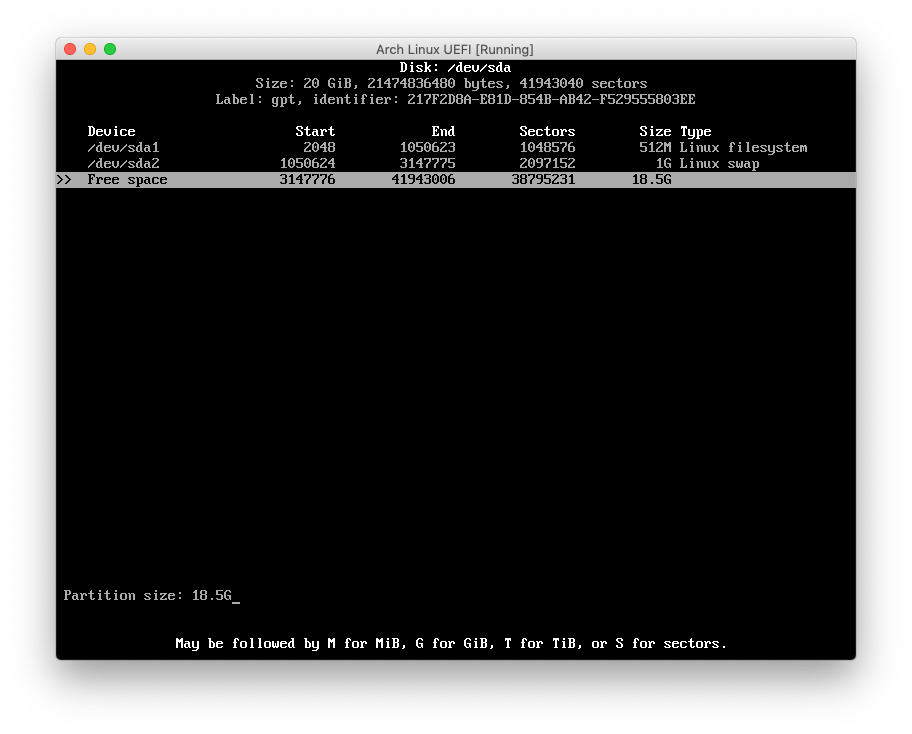 Arch Linux UEFI [Running]
Disk: /dev/sda
Size: 20 GiB, 21474836480 bytes, 41943040 sectors
Label: gpt, identifier: 217F2D8A-E81D-854B-AB42-F529555803EE
Device Start End Sectors Size Type
/dev/sda1 2048 1050623 1048576 512M Linux filesystem
/dev/sda2 1050624 3147775 2097152 1G Linux swap
>> Free space 3147776 41943006 38795231 18.5G
Partition size: 18.5G_
May be followed by M for MiB, G for GiB, T for TiB, or S for sectors.